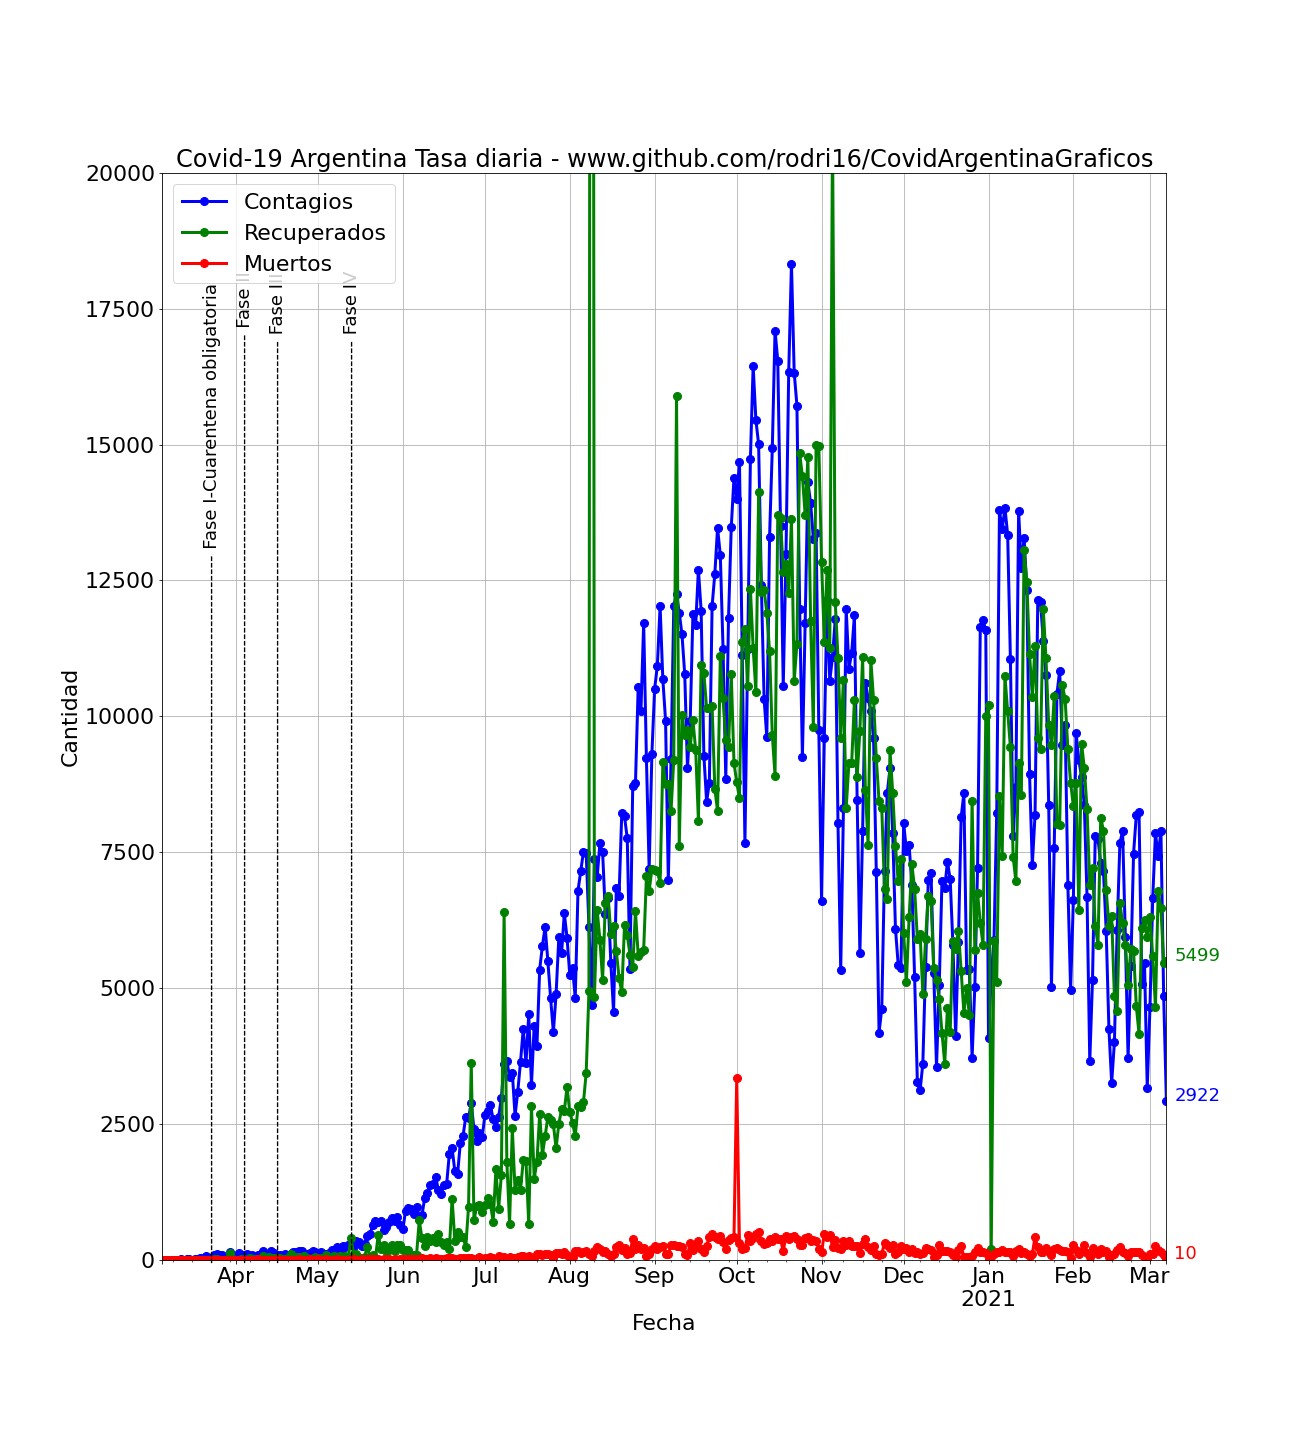 Covid-19 Argentina Tasa diaria - www.github.com/rodri16/CovidArgentinaGraficos
20000
17500
15000
12500
10000
7500
5000
2500
0
Cantidad
Contagios
Recuperados
Muertos
Fase I-Cuarentena obligatoria
Fase II
Fase III
Fase IV
5499
2922
10
Apr May Jun Jul Aug Sep Oct Nov Dec Jan Feb Mar
2021
Fecha